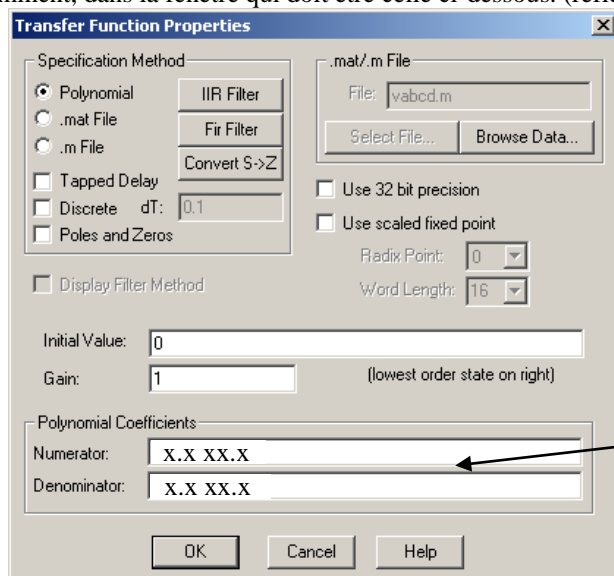 dans la fenêtre qui doit être celle ci-dessous.
Transfer Function Properties
Specification Method
Polynomial
IIR Filter
.mat File
Fir Filter
.m File
Convert S->Z
Tapped Delay
Discrete dT: 0.1
Poles and Zeros
.mat/.m File
File: vabcd.m
Select File... Browse Data...
Use 32 bit precision
Use scaled fixed point
Radix Point: 0
Word Length: 16
Display Filter Method
Initial Value: 0
Gain: 1 (lowest order state on right)
Polynomial Coefficients
Numerator: x.x xx.x
Denominator: x.x xx.x
OK Cancel Help